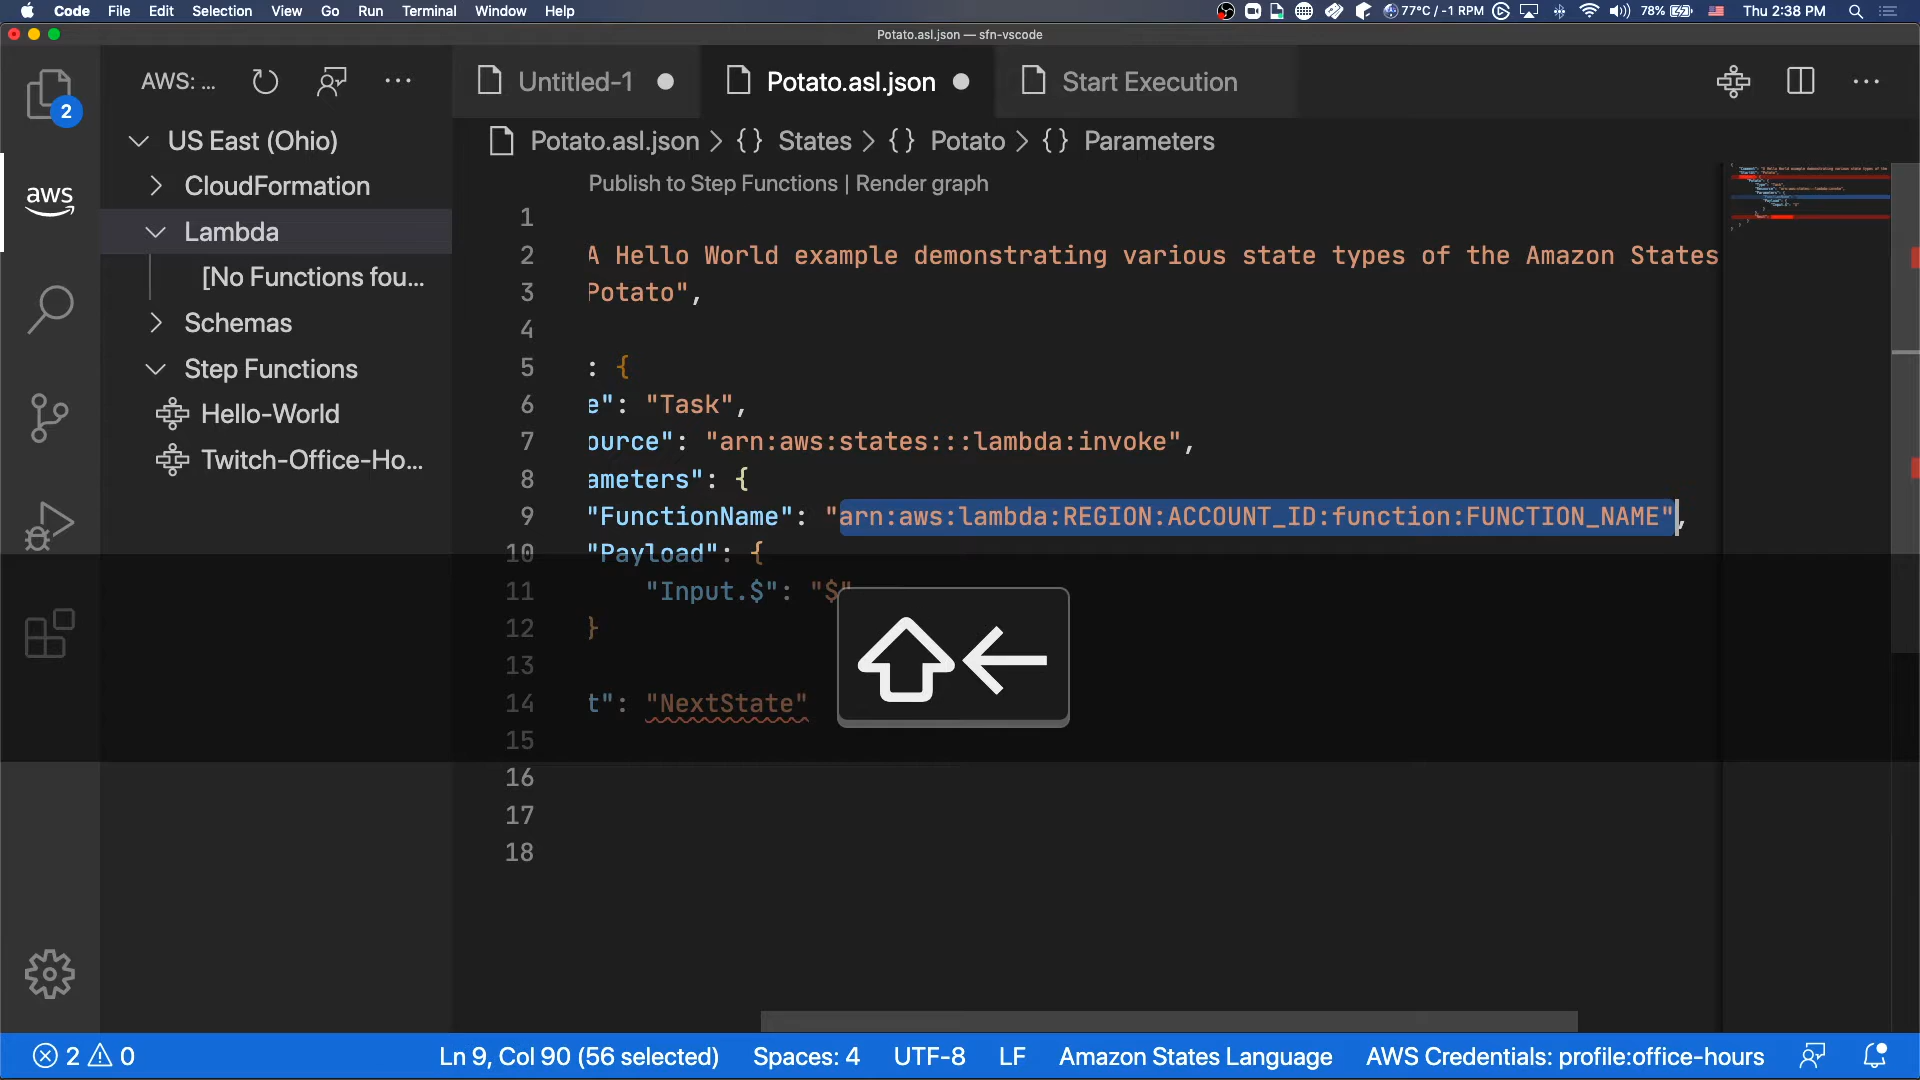 Code File Edit Selection View Go Run Terminal Window Help
77°C / -1 RPM 78% Thu 2:38 PM
Potato.asl.json — sfn-vscode
AWS: ...
Untitled-1
Potato.asl.json
Start Execution
2
US East (Ohio)
Potato.asl.json > {} States > {} Potato > {} Parameters
CloudFormation
Publish to Step Functions | Render graph
aws
Lambda
[No Functions fou...
Schemas
Step Functions
Hello-World
Twitch-Office-Ho...
1
2 A Hello World example demonstrating various state types of the Amazon States
3 Potato",
4
5 : {
6 e": "Task",
7 ource": "arn:aws:states:::lambda:invoke",
8 ameters": {
9 "FunctionName": "arn:aws:lambda:REGION:ACCOUNT_ID:function:FUNCTION_NAME",
10 "Payload": {
11 "Input.$": "$"
12 }
13
14 t": "NextState"
15
16
17
18
2 0 Ln 9, Col 90 (56 selected) Spaces: 4 UTF-8 LF Amazon States Language AWS Credentials: profile:office-hours